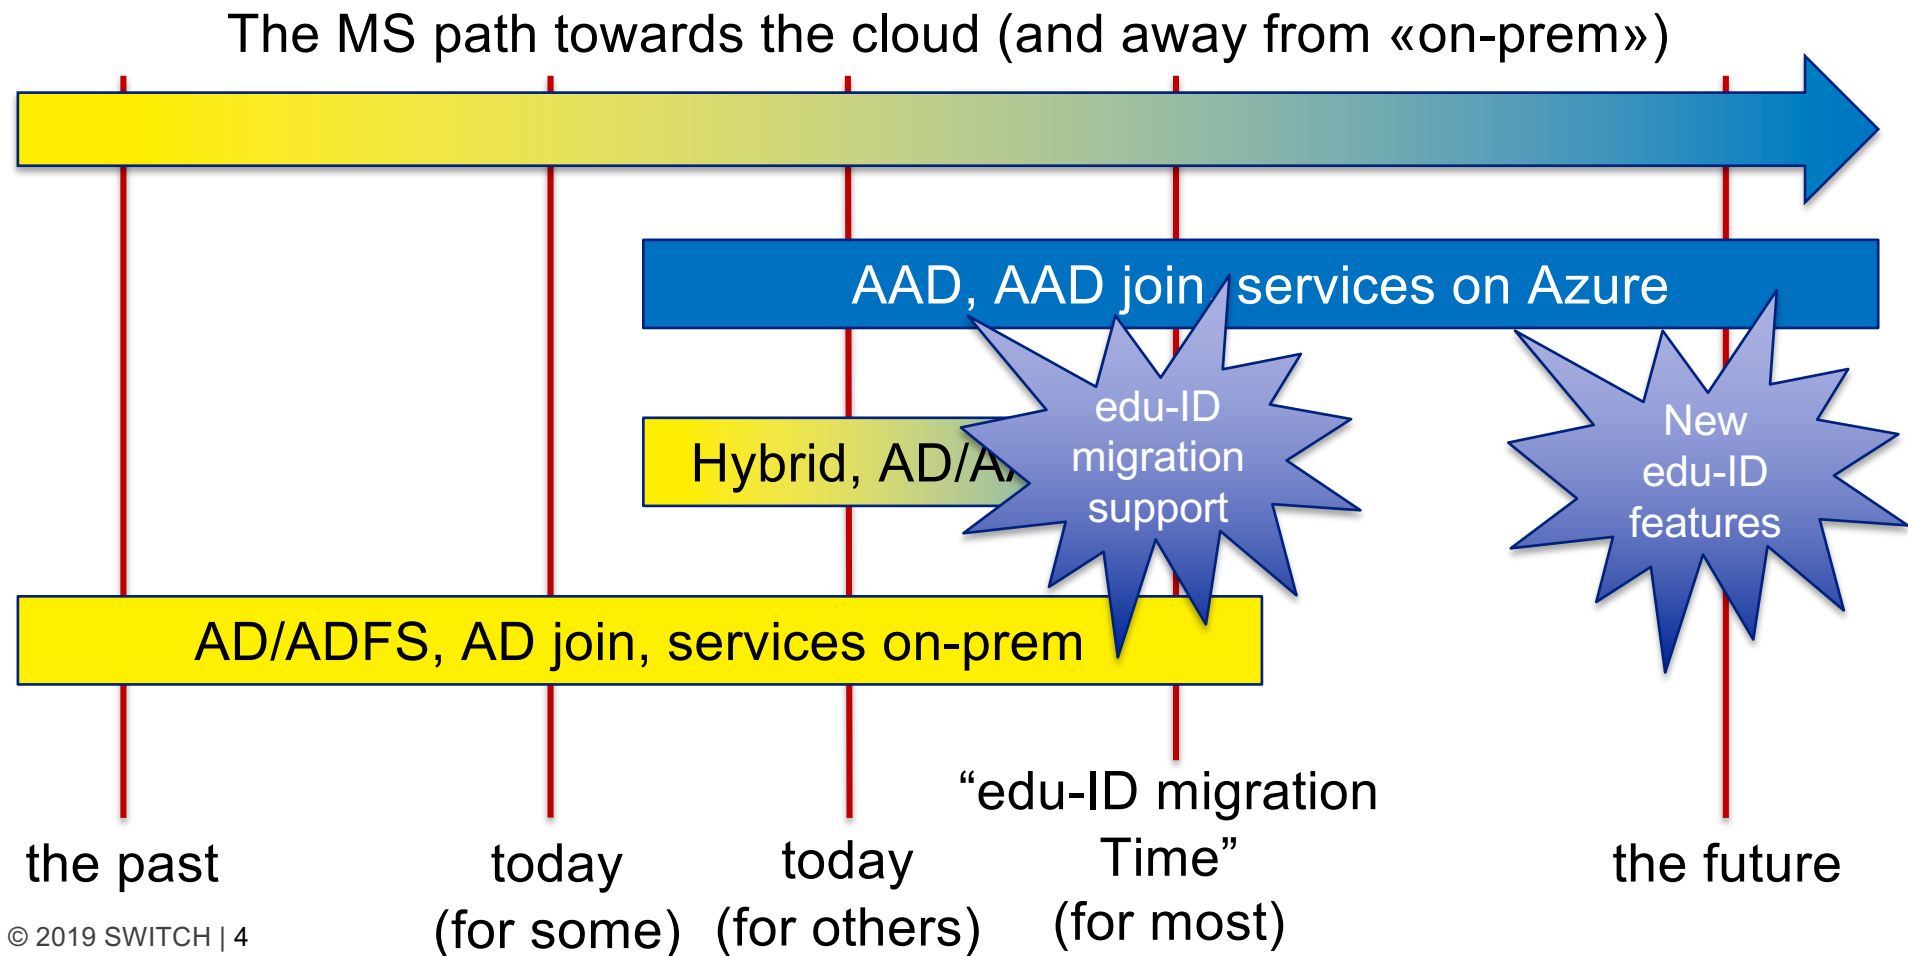 The MS path towards the cloud (and away from «on-prem»)
AAD, AAD join, services on Azure
edu-ID
migration
support
New
edu-ID
features
Hybrid, AD/A
AD/ADFS, AD join, services on-prem
the past
today
(for some)
today
(for others)
“edu-ID migration
Time”
(for most)
the future
© 2019 SWITCH | 4